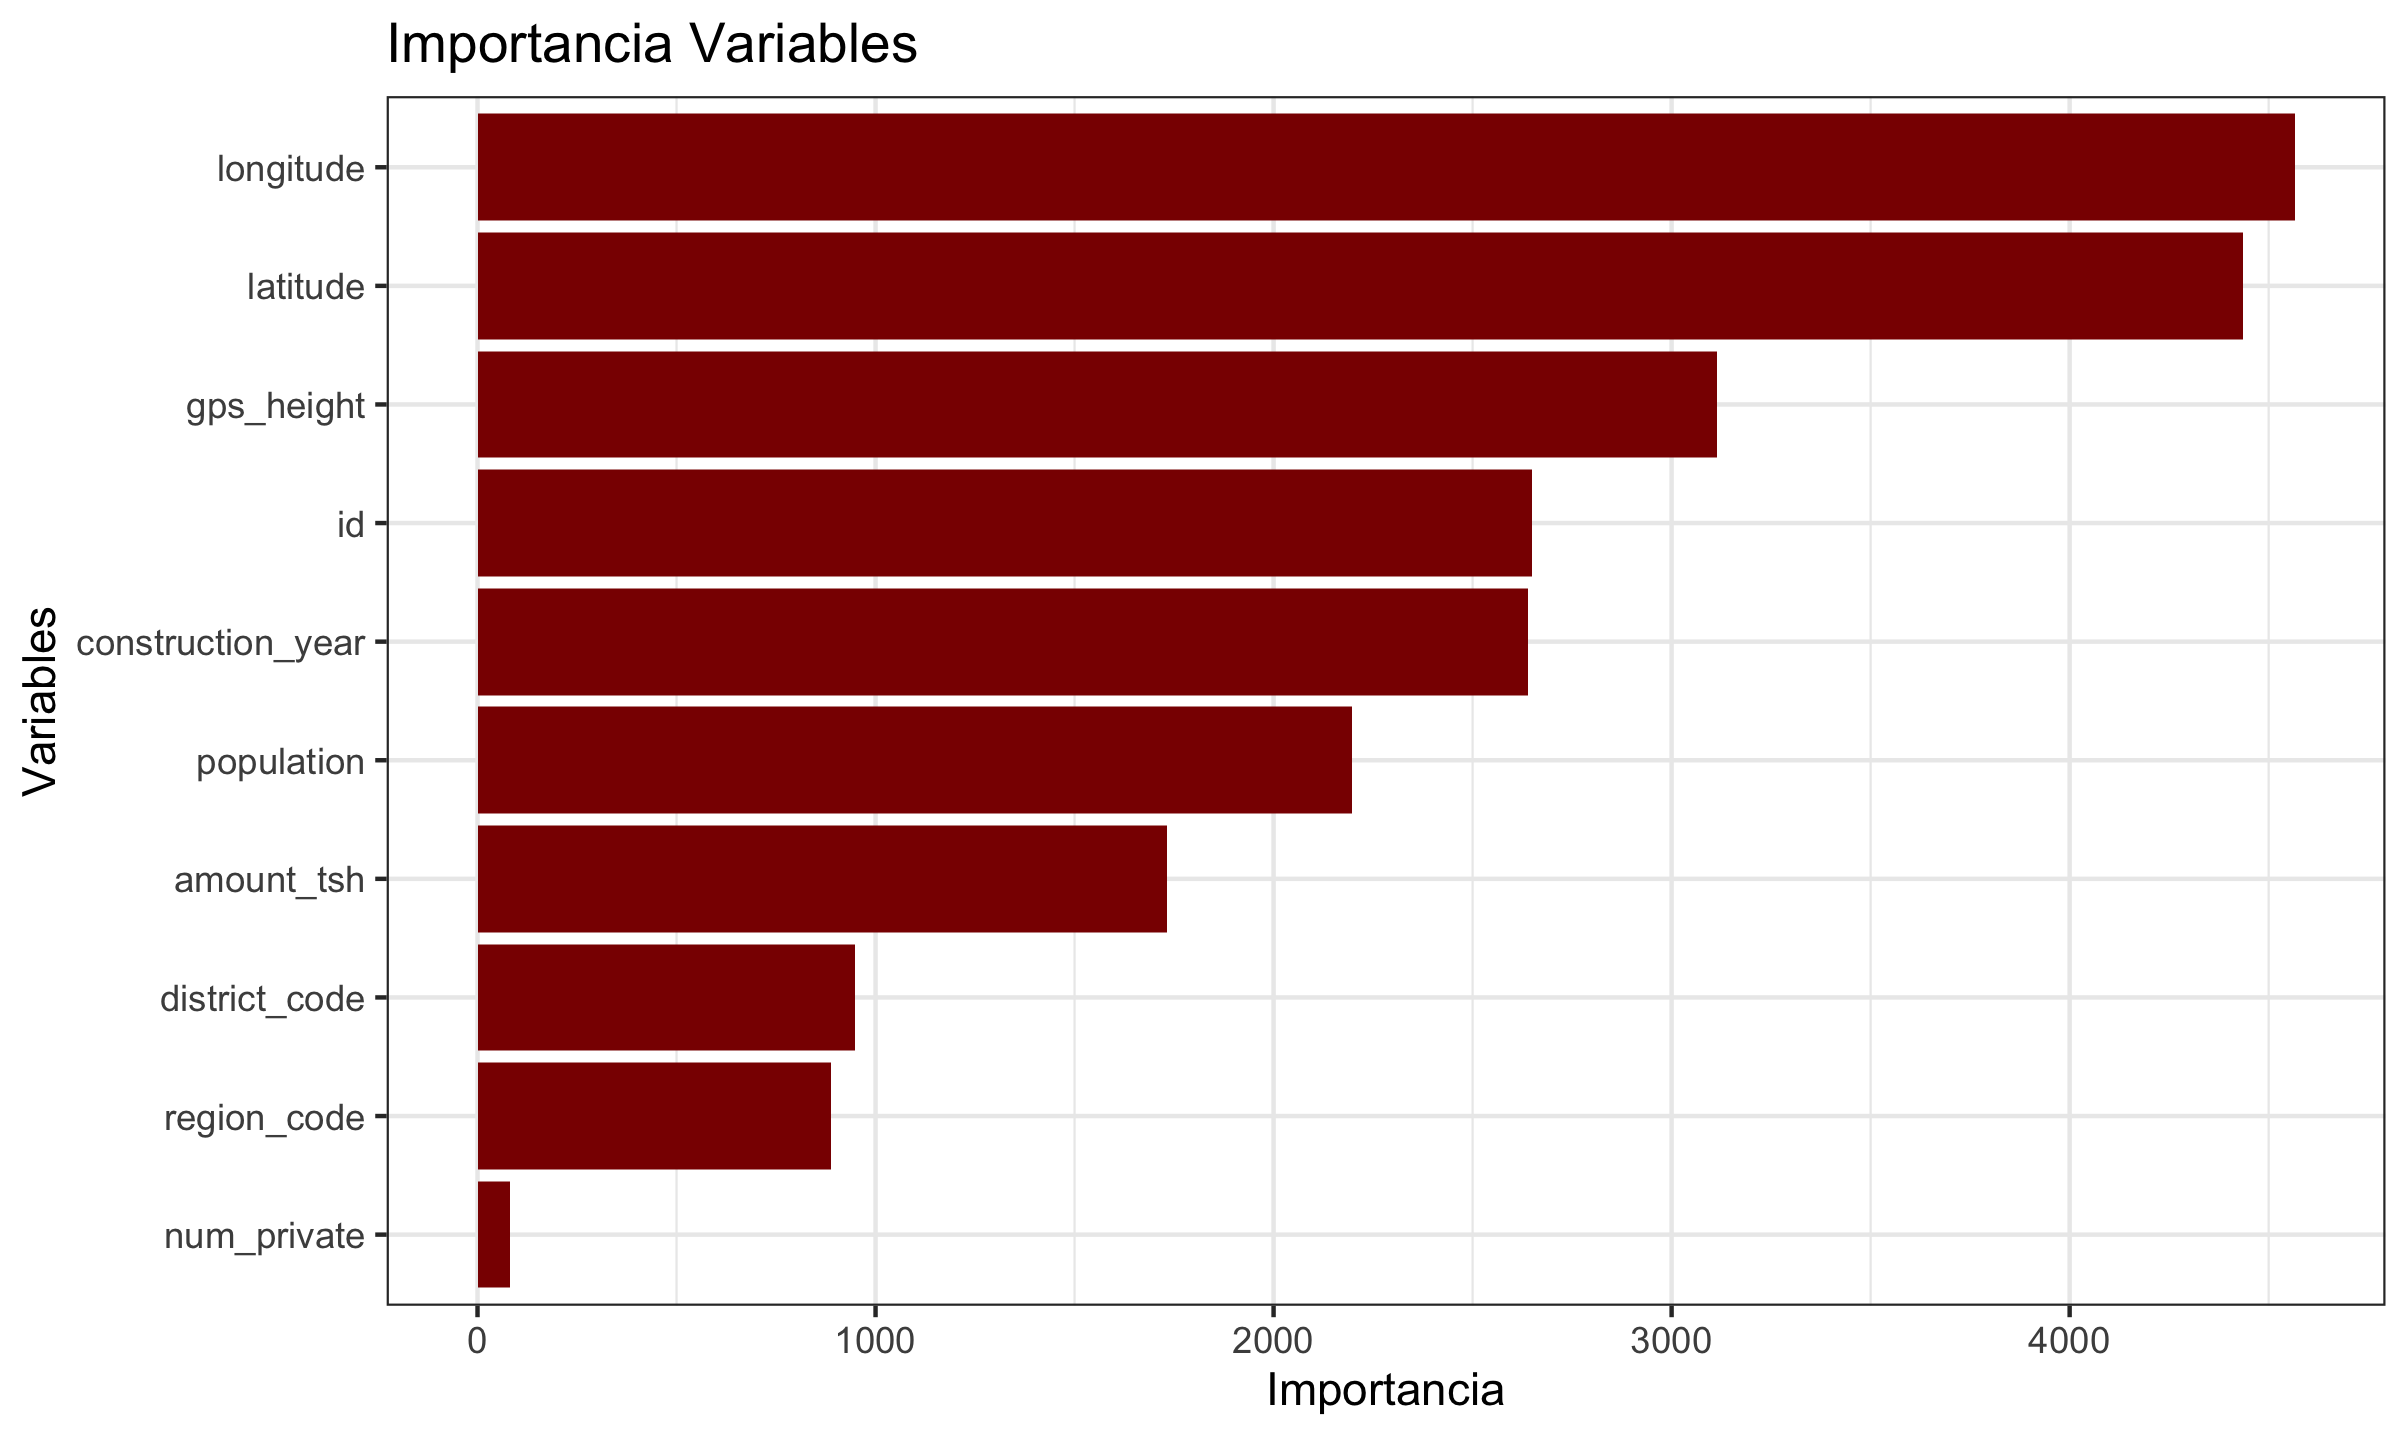 Importancia Variables
Variables
longitude
latitude
gps_height
id
construction_year
population
amount_tsh
district_code
region_code
num_private
0 1000 2000 3000 4000
Importancia